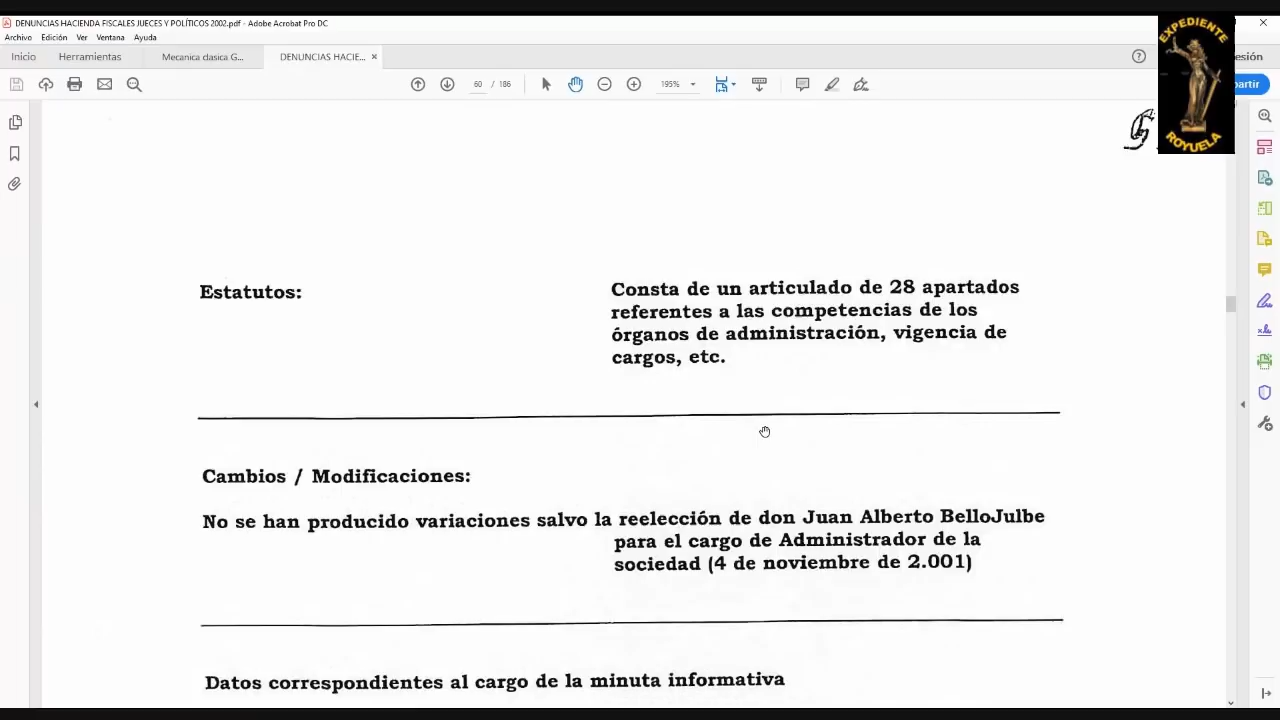 DENUNCIAS HACIENDA FISCALES JUECES Y POLÍTICOS 2002.pdf - Adobe Acrobat Pro DC
Archivo Edición Ver Ventana Ayuda
Inicio Herramientas Mecanica clasica G... DENUNCIAS HACIE... × esión
60 / 186 195% artir
EXPEDIENTE
ROYUELA
Estatutos: Consta de un articulado de 28 apartados
referentes a las competencias de los
órganos de administración, vigencia de
cargos, etc.
Cambios / Modificaciones:
No se han producido variaciones salvo la reelección de don Juan Alberto BelloJulbe
para el cargo de Administrador de la
sociedad (4 de noviembre de 2.001)
Datos correspondientes al cargo de la minuta informativa